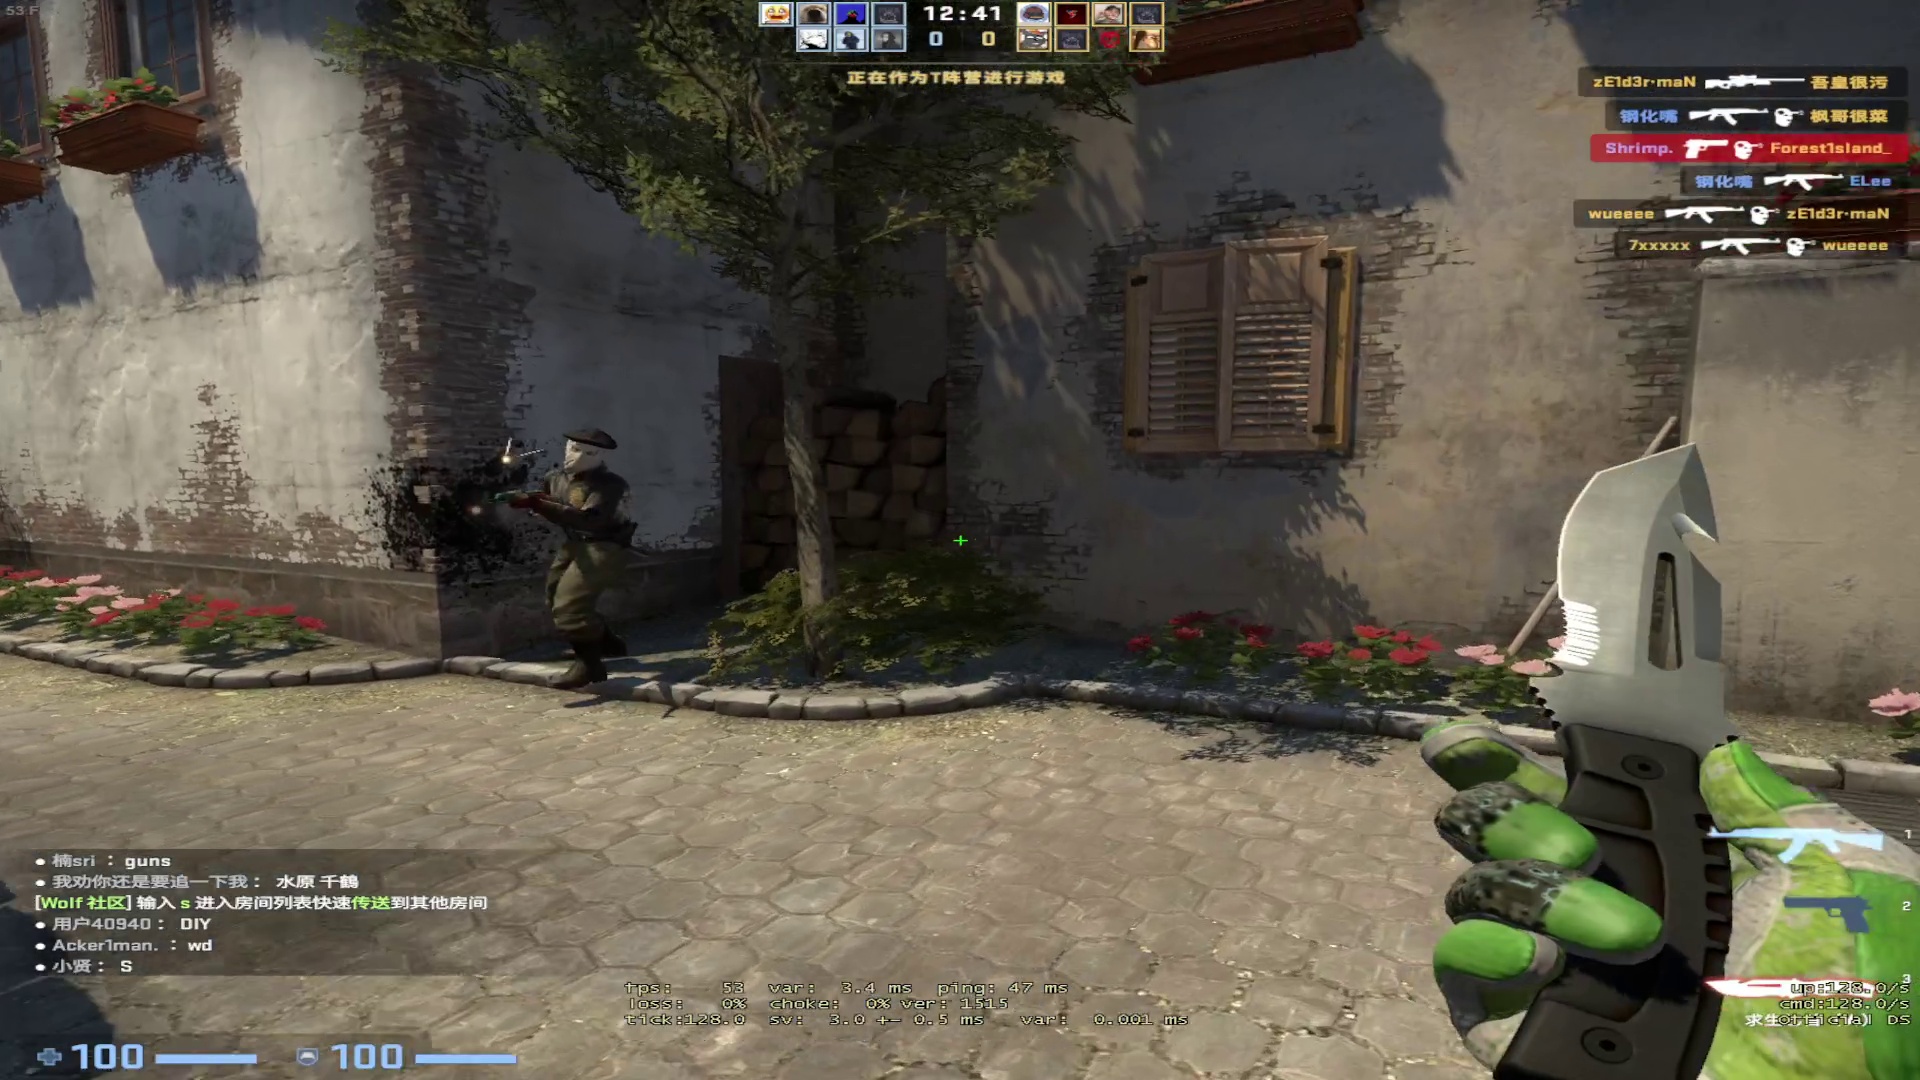 53 F
12:41
0 0
正在作为T阵营进行游戏
zE1d3r·maN 吾皇很污
钢化嘴 枫哥很菜
Shrimp. Forest1sland_
钢化嘴 ELee
wueeee zE1d3r·maN
7xxxxx wueeee
楠sri : guns
我劝你还是要追一下我: 水原 千鹤
[Wolf 社区] 输入 s 进入房间列表快速传送到其他房间
用户40940: DIY
Acker1man. : wd
小贤: S
fps: 53 var: 3.4 ms ping: 47 ms
loss: 0% choke: 0% ver: 1515
tick:128.0 sv: 3.0 +- 0.5 ms var: 0.001 ms
1
2
3
up:128.0/s
cmd:128.0/s
DS
100 100